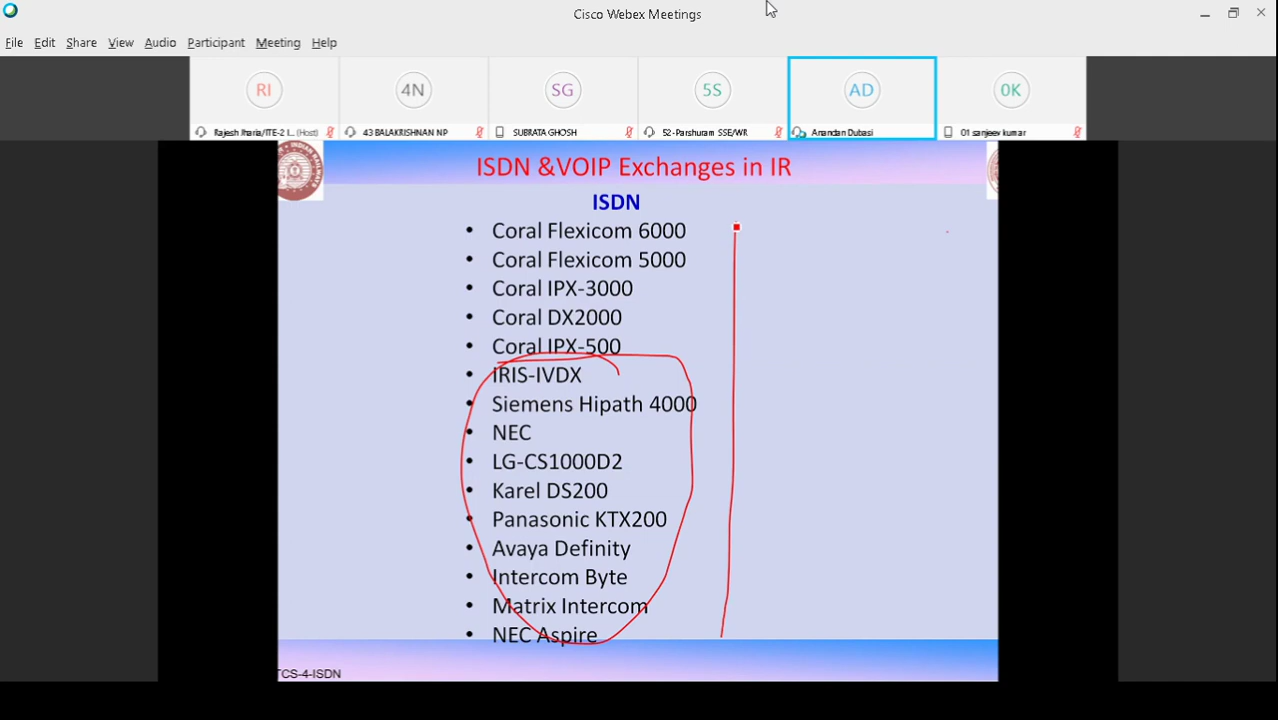 Cisco Webex Meetings
File Edit Share View Audio Participant Meeting Help
RI 4N SG 5S AD 0K
Rajesh Jharia/ITE-2 I... (Host) 43 BALAKRISHNAN NP SUBRATA GHOSH 52-Parshuram SSE/WR Anandan Dubasi 01 sanjeev kumar
ISDN &VOIP Exchanges in IR
ISDN
• Coral Flexicom 6000
• Coral Flexicom 5000
• Coral IPX-3000
• Coral DX2000
• Coral IPX-500
• IRIS-IVDX
• Siemens Hipath 4000
• NEC
• LG-CS1000D2
• Karel DS200
• Panasonic KTX200
• Avaya Definity
• Intercom Byte
• Matrix Intercom
• NEC Aspire
TCS-4-ISDN